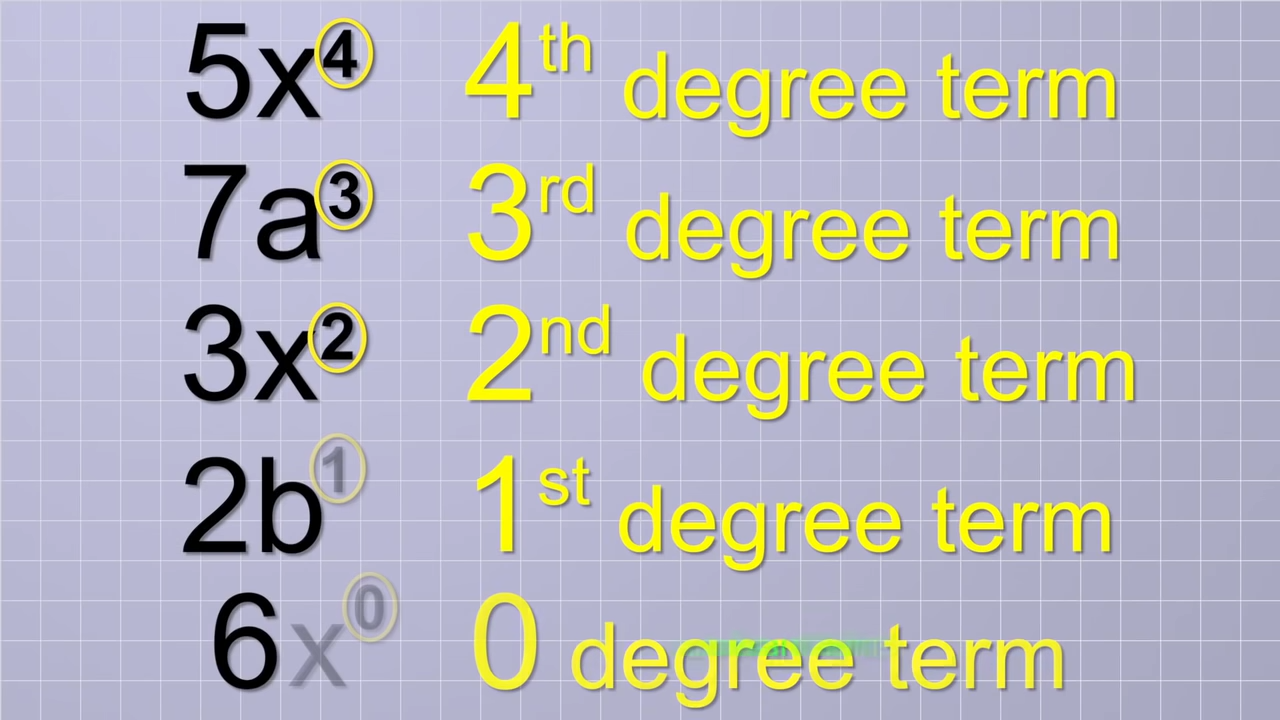 5x⁴ 4ᵗʰ degree term
7a³ 3ʳᵈ degree term
3x² 2ⁿᵈ degree term
2b¹ 1ˢᵗ degree term
6x⁰ 0 degree term